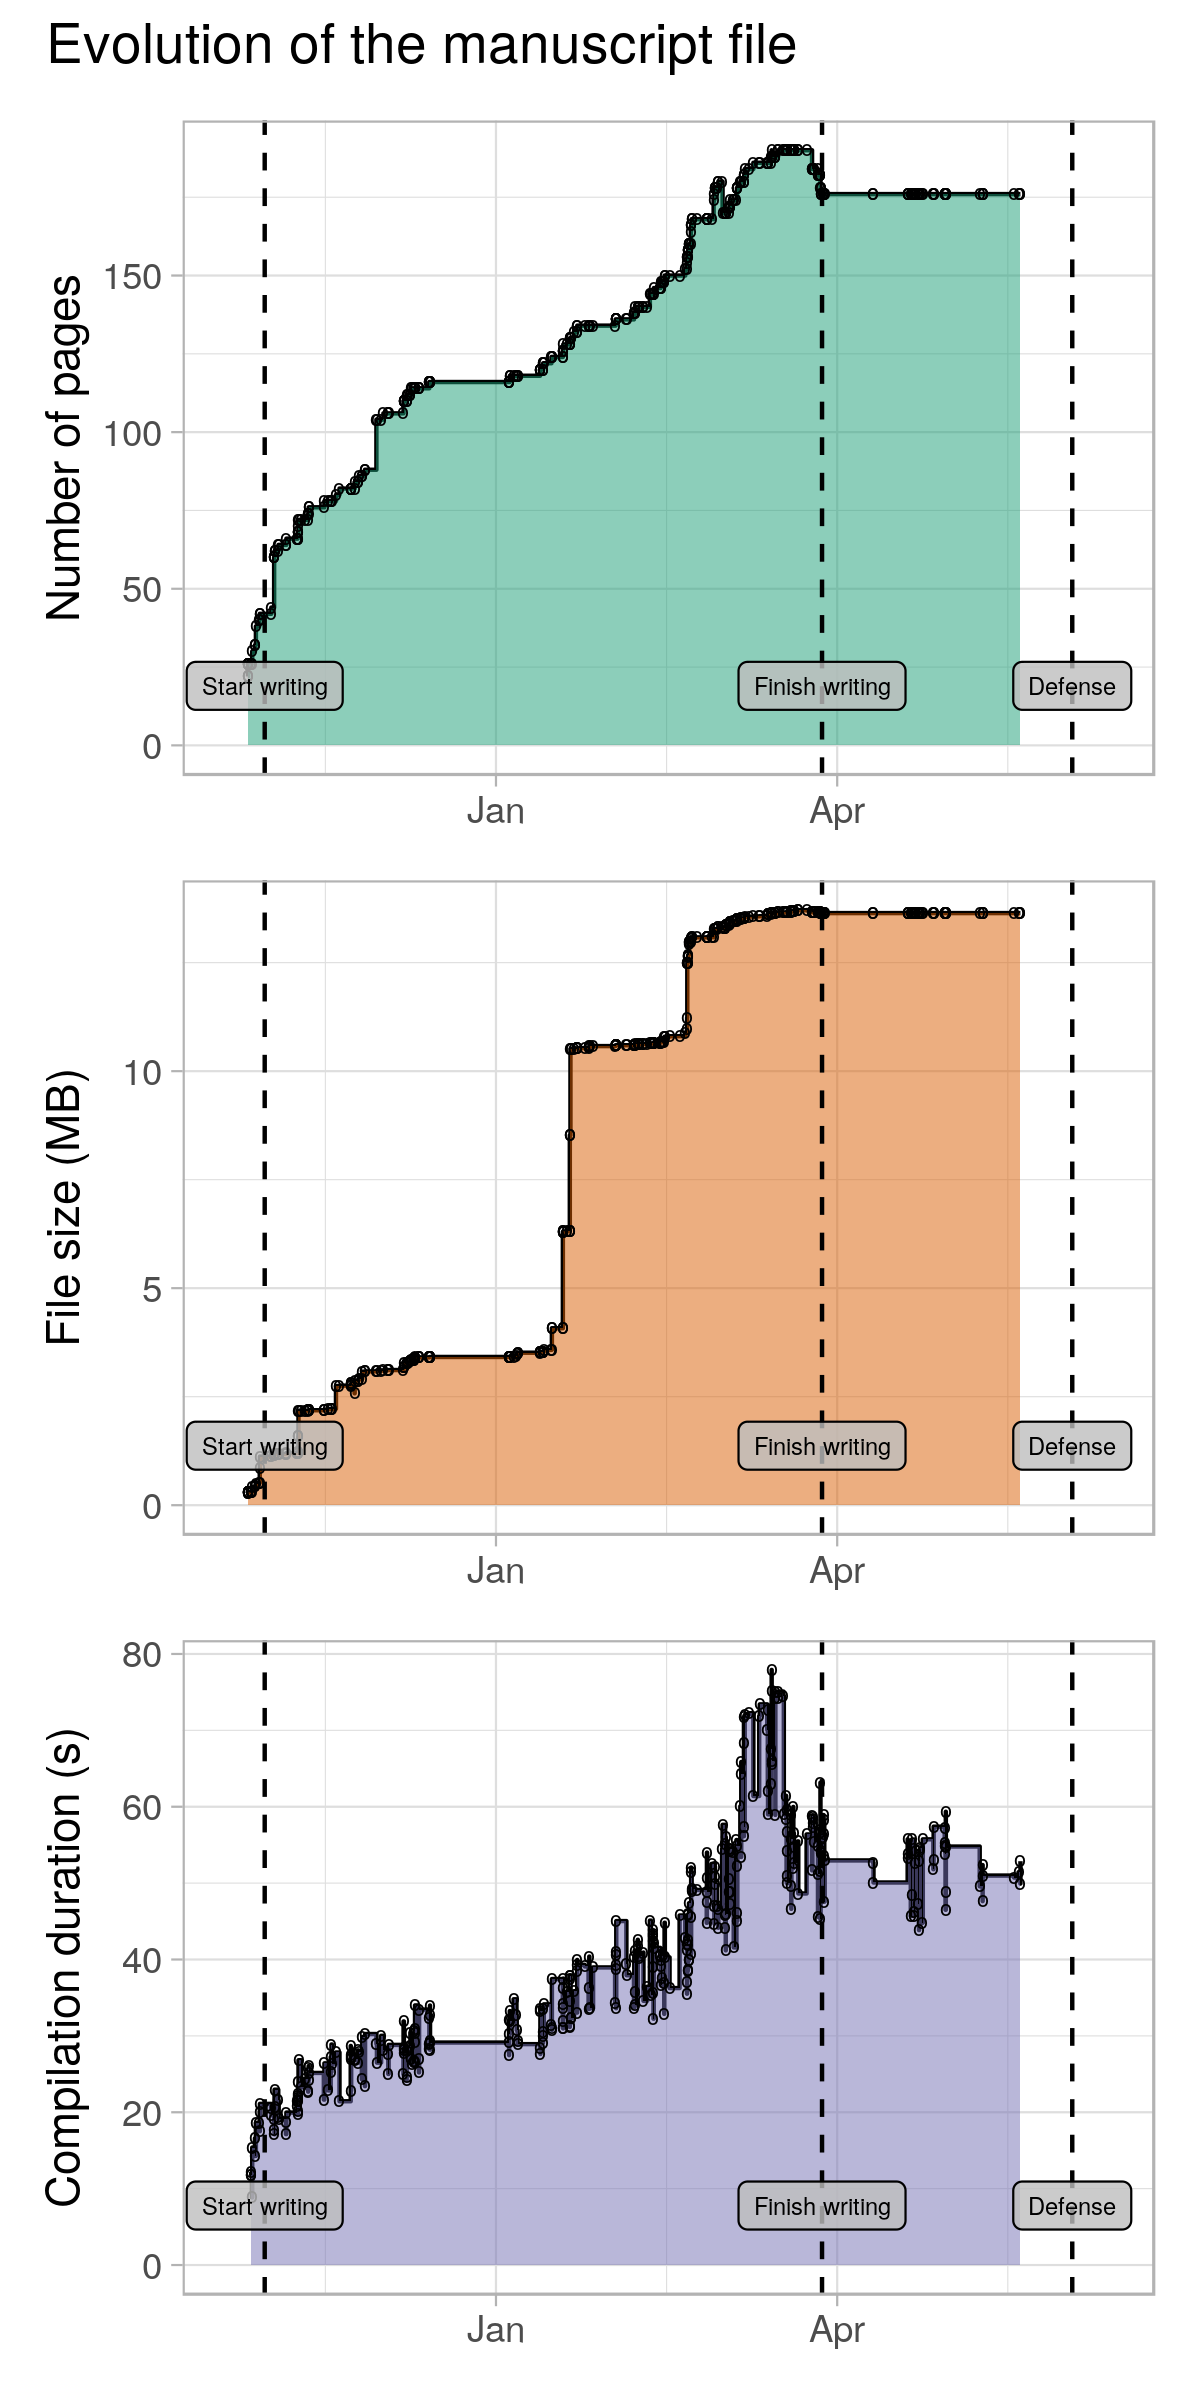 Evolution of the manuscript file
Number of pages
150
100
50
0
Start writing
Finish writing
Defense
Jan
Apr
File size (MB)
10
5
0
Start writing
Finish writing
Defense
Jan
Apr
Compilation duration (s)
80
60
40
20
0
Start writing
Finish writing
Defense
Jan
Apr